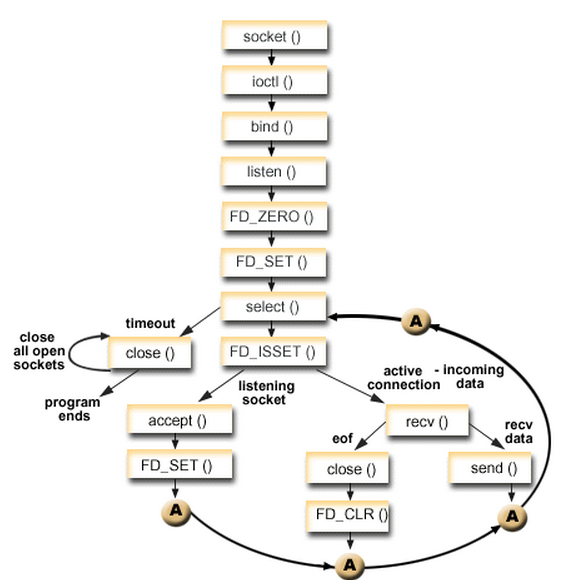 socket ()
ioctl ()
bind ()
listen ()
FD_ZERO ()
FD_SET ()
select ()
A
timeout
close
all open
sockets
close ()
FD_ISSET ()
program
ends
listening
socket
active
connection
- incoming
data
accept ()
recv ()
eof
recv
data
FD_SET ()
close ()
send ()
A
FD_CLR ()
A
A